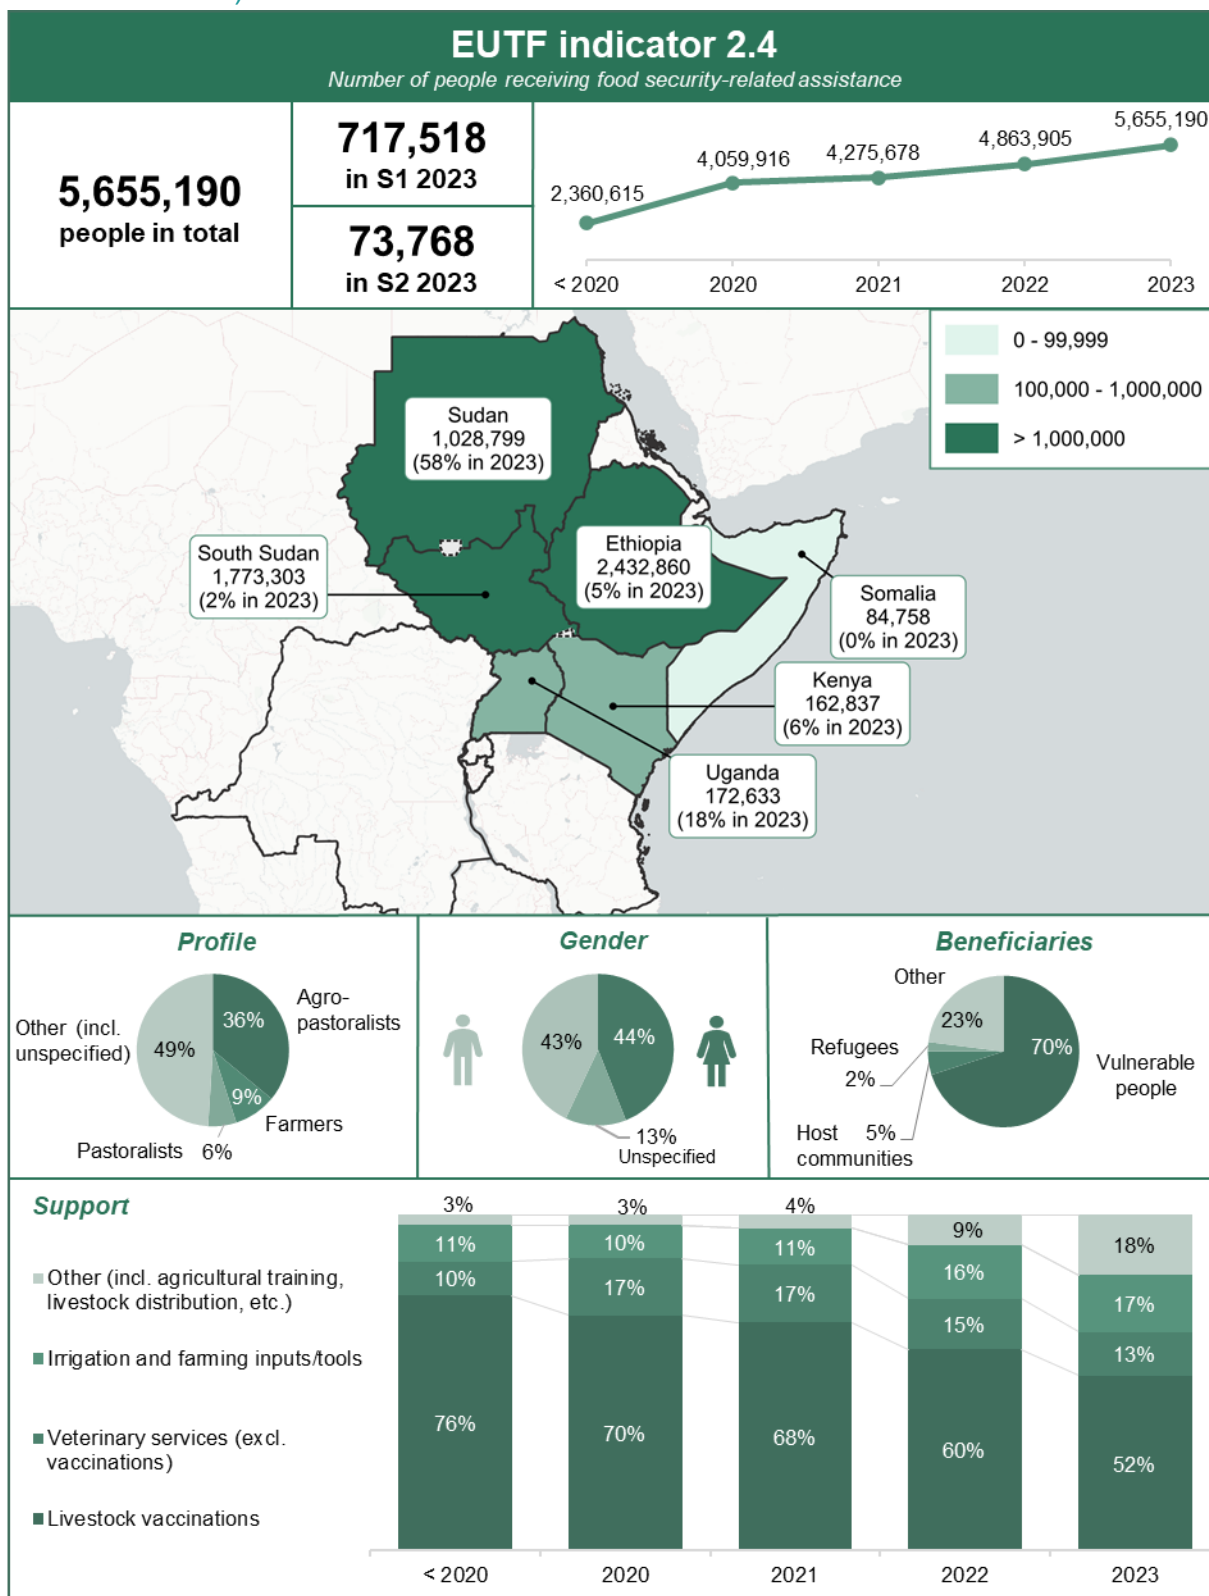 EUTF indicator 2.4
Number of people receiving food security-related assistance
5,655,190
people in total
717,518
in S1 2023
73,768
in S2 2023
2,360,615
4,059,916
4,275,678
4,863,905
5,655,190
< 2020
2020
2021
2022
2023
0 - 99,999
100,000 - 1,000,000
> 1,000,000
Sudan
1,028,799
(58% in 2023)
South Sudan
1,773,303
(2% in 2023)
Ethiopia
2,432,860
(5% in 2023)
Somalia
84,758
(0% in 2023)
Kenya
162,837
(6% in 2023)
Uganda
172,633
(18% in 2023)
Profile
36%
Agro-
pastoralists
Other (incl.
unspecified)
49%
9%
Farmers
Pastoralists 6%
Gender
43%
44%
13%
Unspecified
Beneficiaries
Other
23%
Refugees
2%
70%
Vulnerable
people
Host 5%
communities
Support
Other (incl. agricultural training,
livestock distribution, etc.)
Irrigation and farming inputs/tools
Veterinary services (excl.
vaccinations)
Livestock vaccinations
3%
11%
10%
76%
3%
10%
17%
70%
4%
11%
17%
68%
9%
16%
15%
60%
18%
17%
13%
52%
< 2020
2020
2021
2022
2023